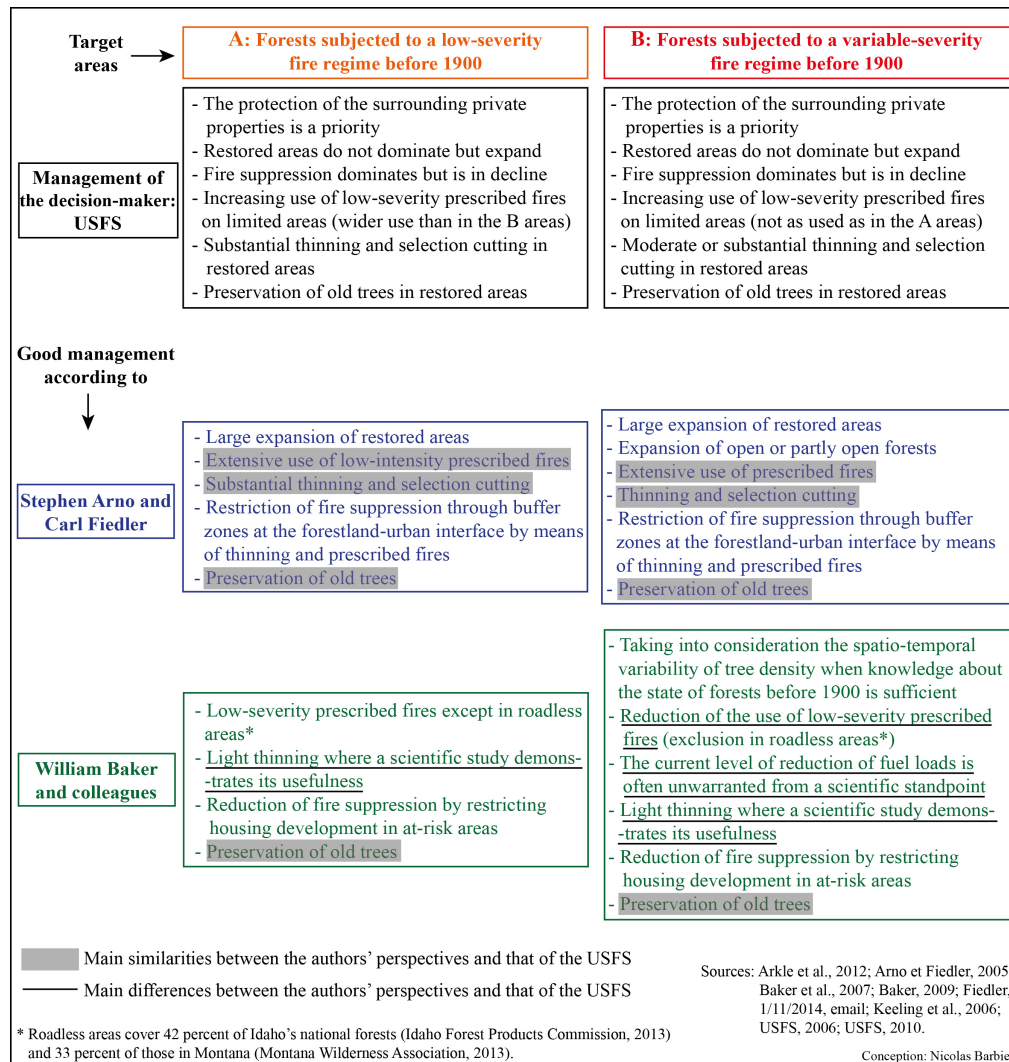 Target
areas
A: Forests subjected to a low-severity
fire regime before 1900
B: Forests subjected to a variable-severity
fire regime before 1900
Management of
the decision-maker:
USFS
- The protection of the surrounding private
properties is a priority
- Restored areas do not dominate but expand
- Fire suppression dominates but is in decline
- Increasing use of low-severity prescribed fires
on limited areas (wider use than in the B areas)
- Substantial thinning and selection cutting in
restored areas
- Preservation of old trees in restored areas
- The protection of the surrounding private
properties is a priority
- Restored areas do not dominate but expand
- Fire suppression dominates but is in decline
- Increasing use of low-severity prescribed fires
on limited areas (not as used as in the A areas)
- Moderate or substantial thinning and selection
cutting in restored areas
- Preservation of old trees in restored areas
Good management
according to
Stephen Arno and
Carl Fiedler
- Large expansion of restored areas
- Extensive use of low-intensity prescribed fires
- Substantial thinning and selection cutting
- Restriction of fire suppression through buffer
zones at the forestland-urban interface by means
of thinning and prescribed fires
- Preservation of old trees
- Large expansion of restored areas
- Expansion of open or partly open forests
- Extensive use of prescribed fires
- Thinning and selection cutting
- Restriction of fire suppression through buffer
zones at the forestland-urban interface by means
of thinning and prescribed fires
- Preservation of old trees
William Baker
and colleagues
- Low-severity prescribed fires except in roadless
areas*
- Light thinning where a scientific study demons-
-trates its usefulness
- Reduction of fire suppression by restricting
housing development in at-risk areas
- Preservation of old trees
- Taking into consideration the spatio-temporal
variability of tree density when knowledge about
the state of forests before 1900 is sufficient
- Reduction of the use of low-severity prescribed
fires (exclusion in roadless areas*)
- The current level of reduction of fuel loads is
often unwarranted from a scientific standpoint
- Light thinning where a scientific study demons-
-trates its usefulness
- Reduction of fire suppression by restricting
housing development in at-risk areas
- Preservation of old trees
Main similarities between the authors' perspectives and that of the USFS
Main differences between the authors' perspectives and that of the USFS
* Roadless areas cover 42 percent of Idaho's national forests (Idaho Forest Products Commission, 2013)
and 33 percent of those in Montana (Montana Wilderness Association, 2013).
Sources: Arkle et al., 2012; Arno et Fiedler, 2005
Baker et al., 2007; Baker, 2009; Fiedler,
1/11/2014, email; Keeling et al., 2006;
USFS, 2006; USFS, 2010.
Conception: Nicolas Barbie